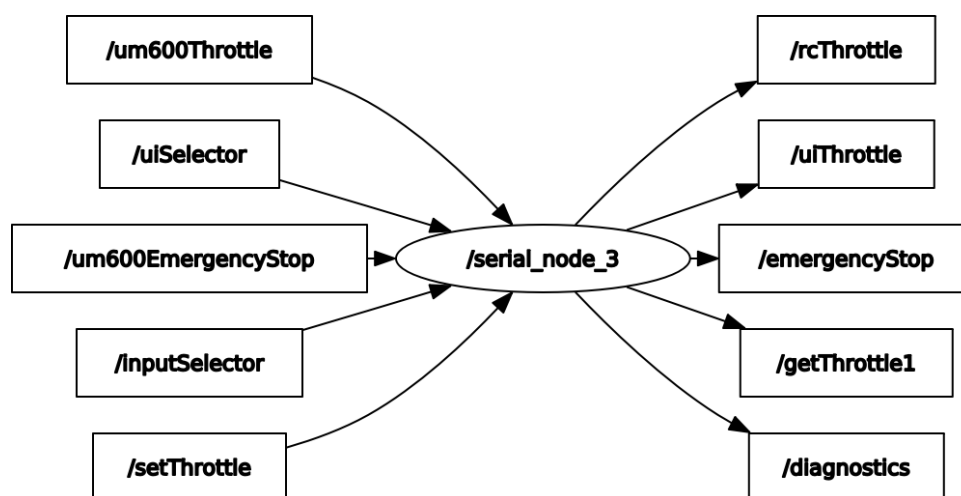 /um600Throttle
/uiSelector
/um600EmergencyStop
/inputSelector
/setThrottle
/serial_node_3
/rcThrottle
/uiThrottle
/emergencyStop
/getThrottle1
/diagnostics